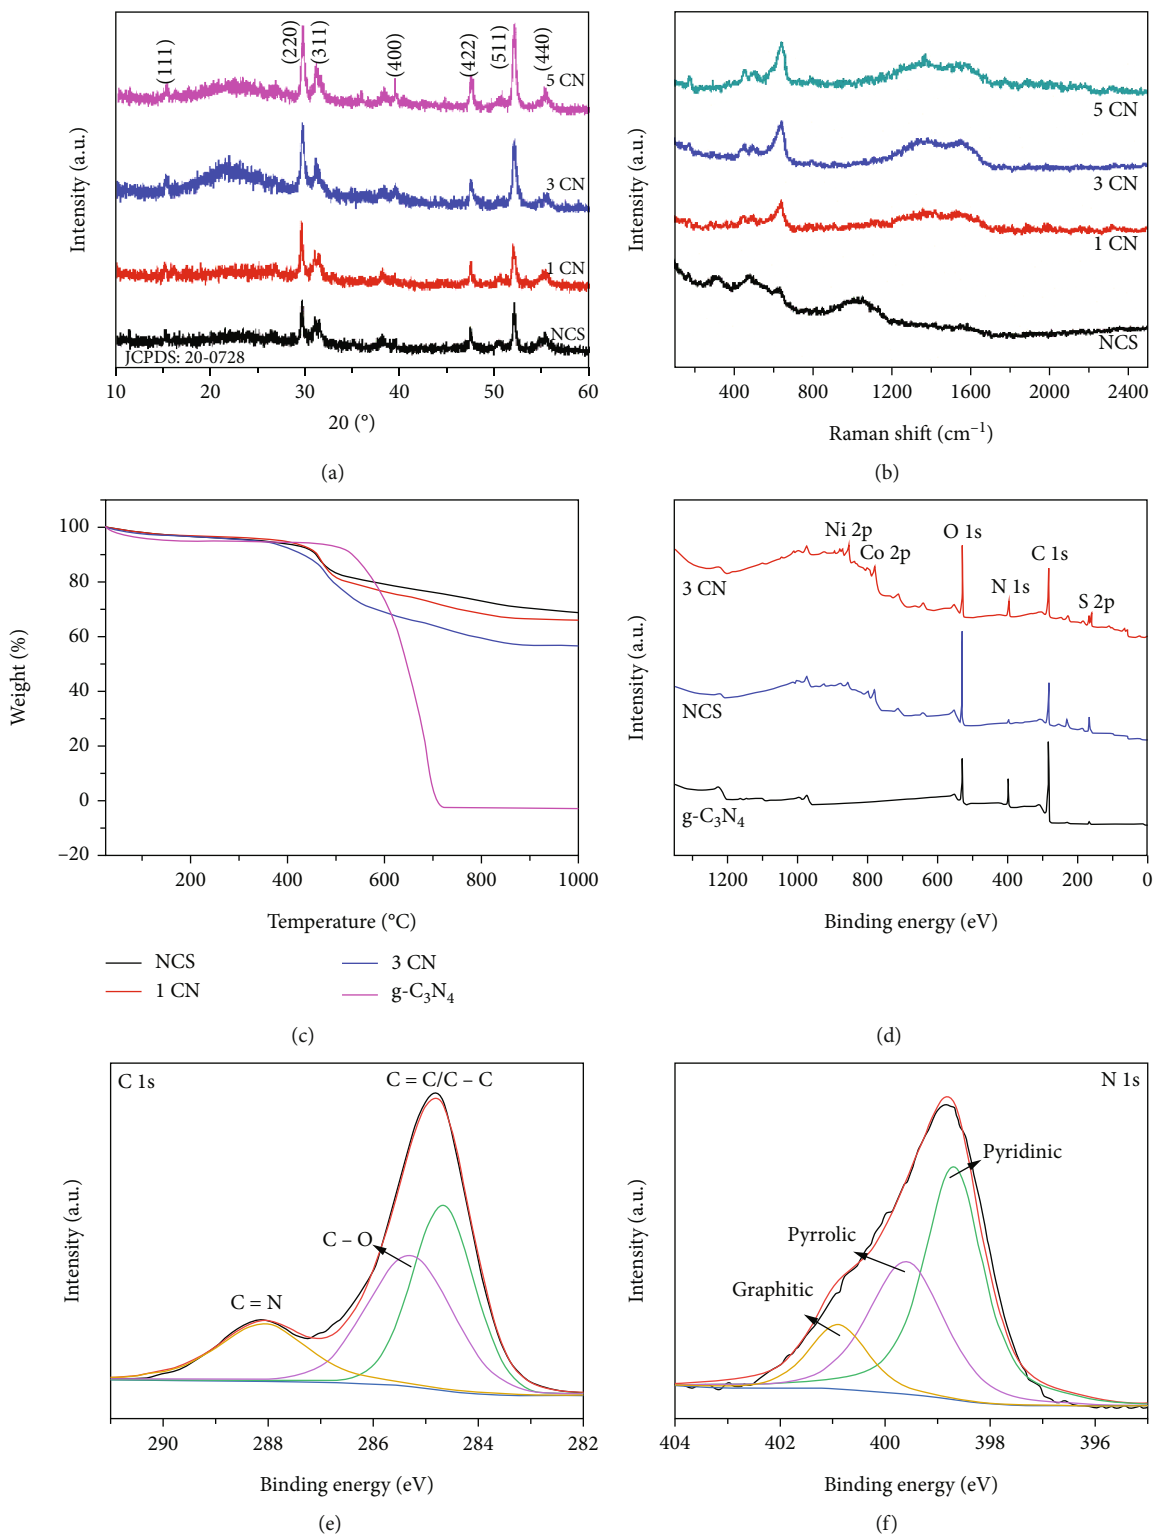 Intensity (a.u.)
(111)
(220)
(311)
(400)
(422)
(511)
(440)
5 CN
3 CN
1 CN
NCS
JCPDS: 20-0728
10 20 30 40 50 60
20 (°)
(a)
Intensity (a.u.)
5 CN
3 CN
1 CN
NCS
400 800 1200 1600 2000 2400
Raman shift (cm⁻¹)
(b)
Weight (%)
100
80
60
40
20
0
–20
200 400 600 800 1000
Temperature (°C)
NCS
3 CN
1 CN
g-C₃N₄
(c)
Intensity (a.u.)
Ni 2p
Co 2p
O 1s
N 1s
C 1s
S 2p
3 CN
NCS
g-C₃N₄
1200 1000 800 600 400 200 0
Binding energy (eV)
(d)
Intensity (a.u.)
C 1s
C = C/C – C
C – O
C = N
290 288 286 284 282
Binding energy (eV)
(e)
Intensity (a.u.)
N 1s
Pyridinic
Pyrrolic
Graphitic
404 402 400 398 396
Binding energy (eV)
(f)